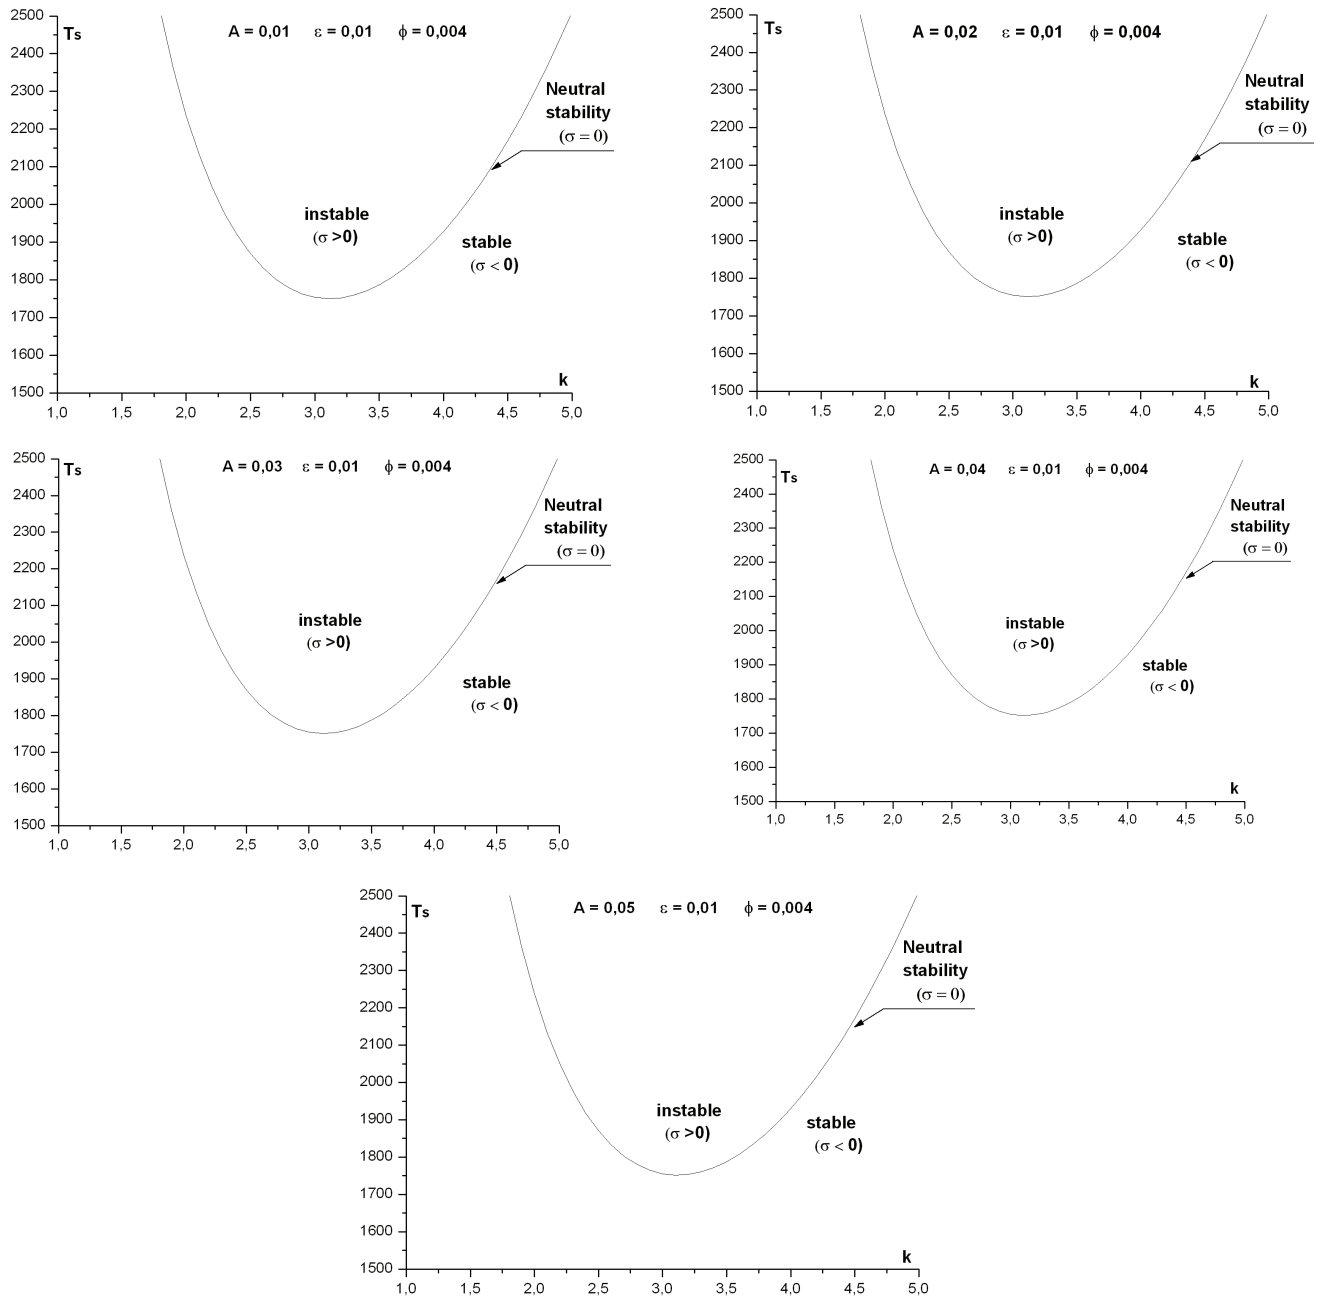 Ts
A = 0,01 ε = 0,01 ϕ = 0,004
2500
2400
2300
2200
2100
2000
1900
1800
1700
1600
1500
Neutral
stability
(σ = 0)
instable
(σ >0)
stable
(σ < 0)
k
1,0 1,5 2,0 2,5 3,0 3,5 4,0 4,5 5,0
Ts
A = 0,02 ε = 0,01 ϕ = 0,004
2500
2400
2300
2200
2100
2000
1900
1800
1700
1600
1500
Neutral
stability
(σ = 0)
instable
(σ >0)
stable
(σ < 0)
k
1,0 1,5 2,0 2,5 3,0 3,5 4,0 4,5 5,0
Ts
A = 0,03 ε = 0,01 ϕ = 0,004
2500
2400
2300
2200
2100
2000
1900
1800
1700
1600
1500
Neutral
stability
(σ = 0)
instable
(σ >0)
stable
(σ < 0)
1,0 1,5 2,0 2,5 3,0 3,5 4,0 4,5 5,0
Ts
A = 0,04 ε = 0,01 ϕ = 0,004
2500
2400
2300
2200
2100
2000
1900
1800
1700
1600
1500
Neutral
stability
(σ = 0)
instable
(σ >0)
stable
(σ < 0)
k
1,0 1,5 2,0 2,5 3,0 3,5 4,0 4,5 5,0
Ts
A = 0,05 ε = 0,01 ϕ = 0,004
2500
2400
2300
2200
2100
2000
1900
1800
1700
1600
1500
Neutral
stability
(σ = 0)
instable
(σ >0)
stable
(σ < 0)
k
1,0 1,5 2,0 2,5 3,0 3,5 4,0 4,5 5,0